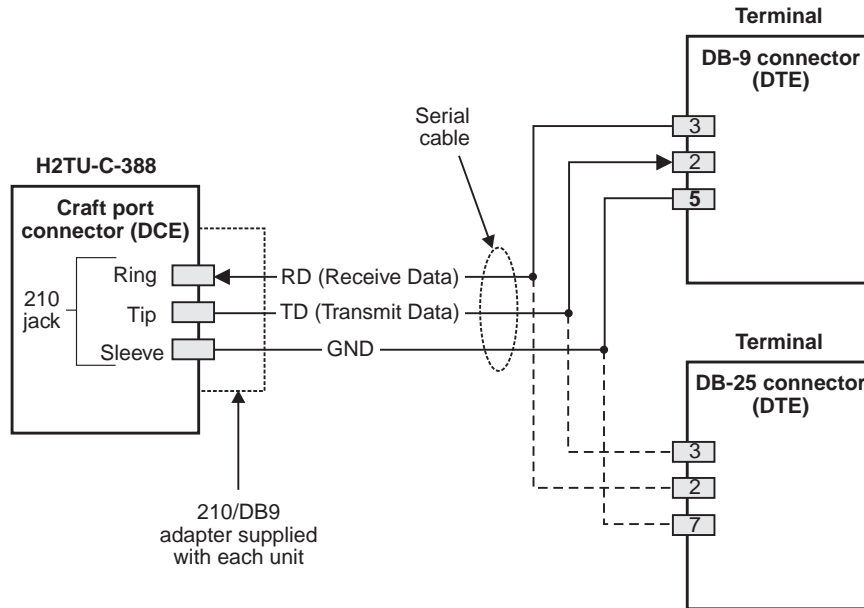 Terminal
DB-9 connector
(DTE)
3
2
5
Serial
cable
H2TU-C-388
Craft port
connector (DCE)
210
jack
Ring
Tip
Sleeve
RD (Receive Data)
TD (Transmit Data)
GND
Terminal
DB-25 connector
(DTE)
3
2
7
210/DB9
adapter supplied
with each unit